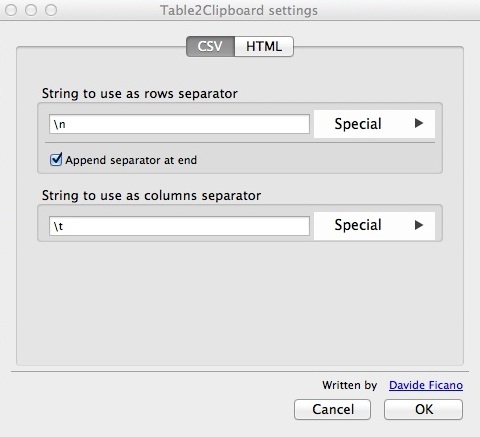 Table2Clipboard settings
CSV HTML
String to use as rows separator
\n Special
Append separator at end
String to use as columns separator
\t Special
Written by Davide Ficano
Cancel OK